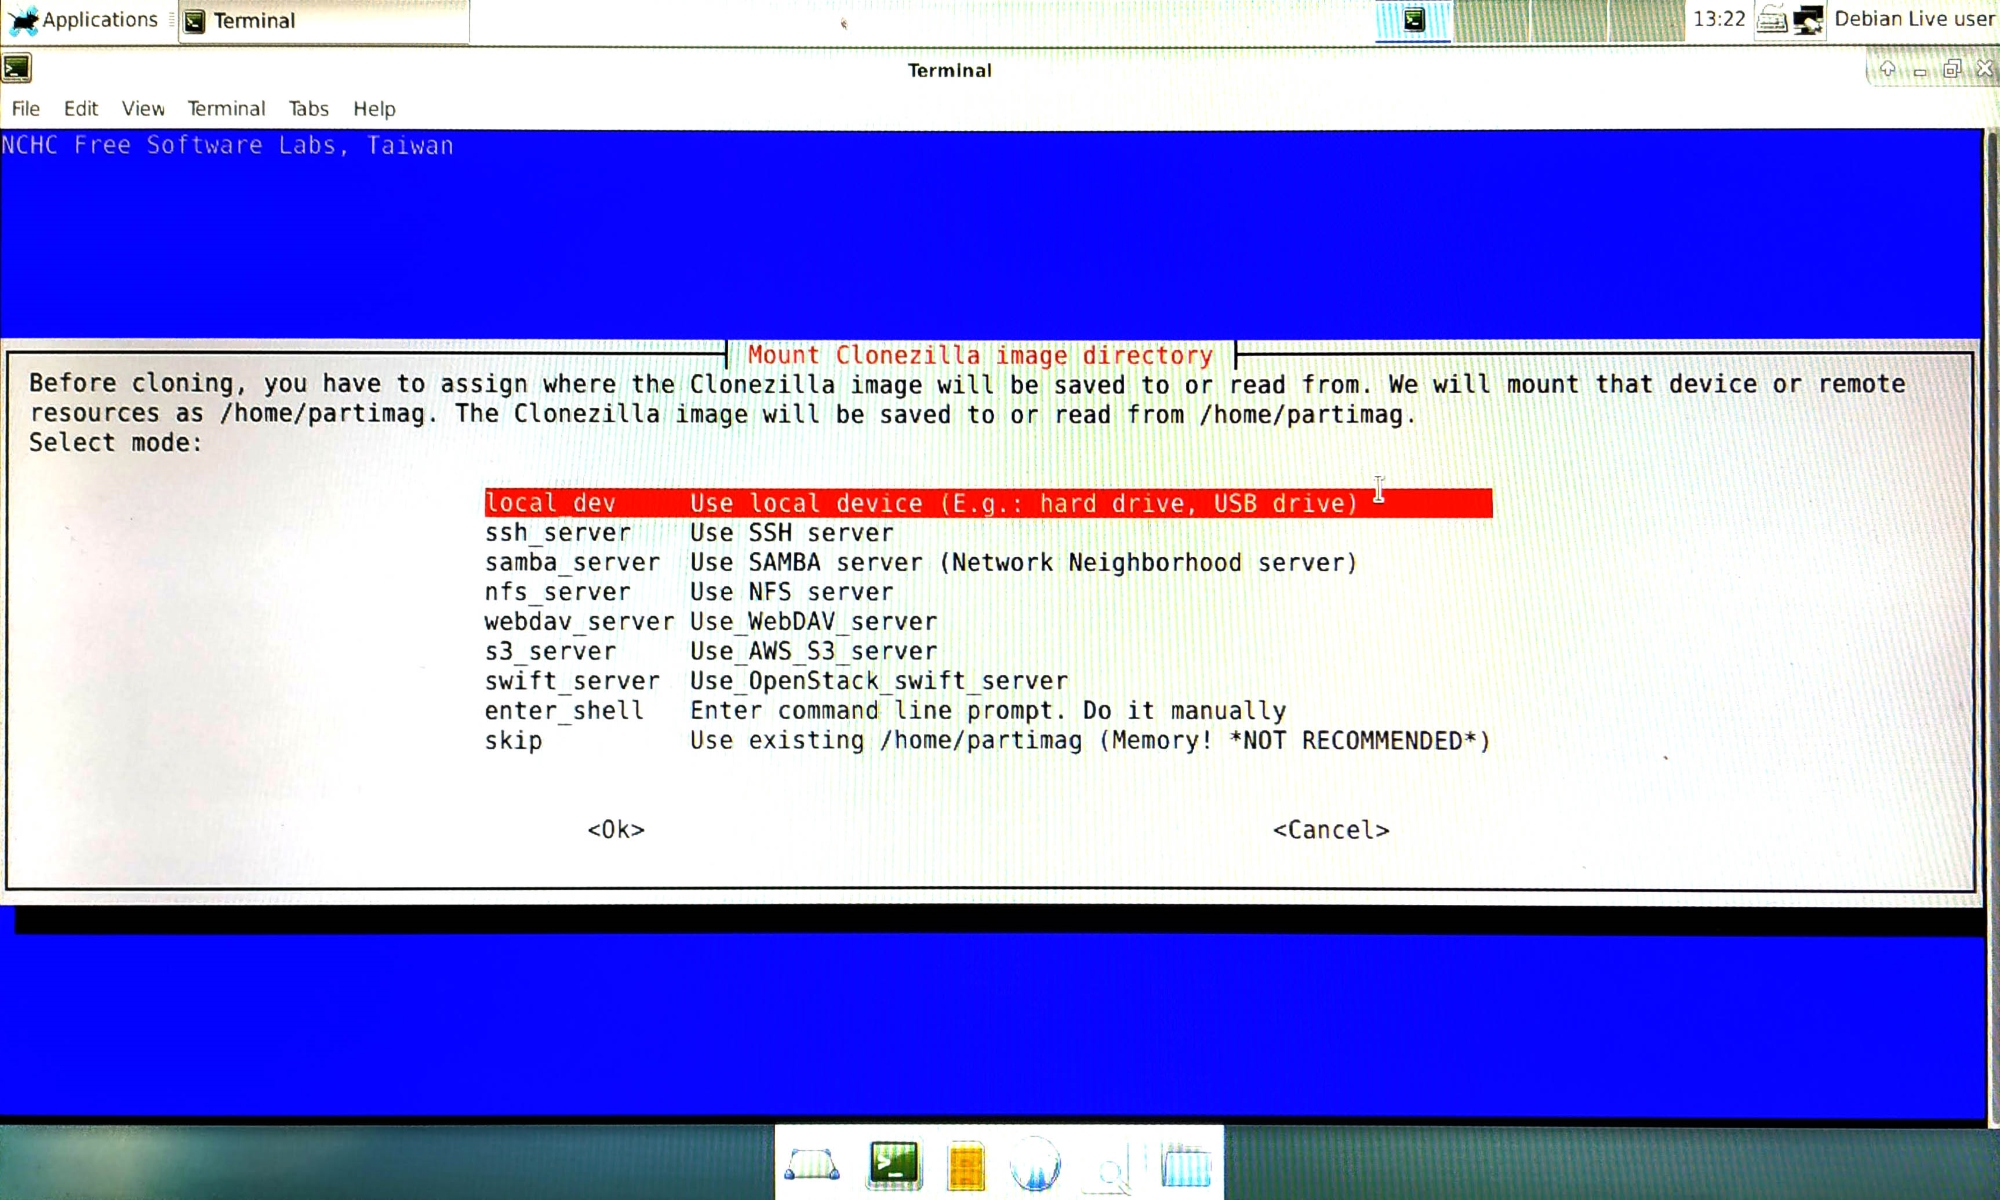 Applications
Terminal
13:22
Debian Live user
Terminal
File Edit View Terminal Tabs Help
NCHC Free Software Labs, Taiwan
Mount Clonezilla image directory
Before cloning, you have to assign where the Clonezilla image will be saved to or read from. We will mount that device or remote
resources as /home/partimag. The Clonezilla image will be saved to or read from /home/partimag.
Select mode:
local_dev Use local device (E.g.: hard drive, USB drive)
ssh_server Use SSH server
samba_server Use SAMBA server (Network Neighborhood server)
nfs_server Use NFS server
webdav_server Use_WebDAV_server
s3_server Use_AWS_S3_server
swift_server Use_OpenStack_swift_server
enter_shell Enter command line prompt. Do it manually
skip Use existing /home/partimag (Memory! *NOT RECOMMENDED*)
<Ok> <Cancel>